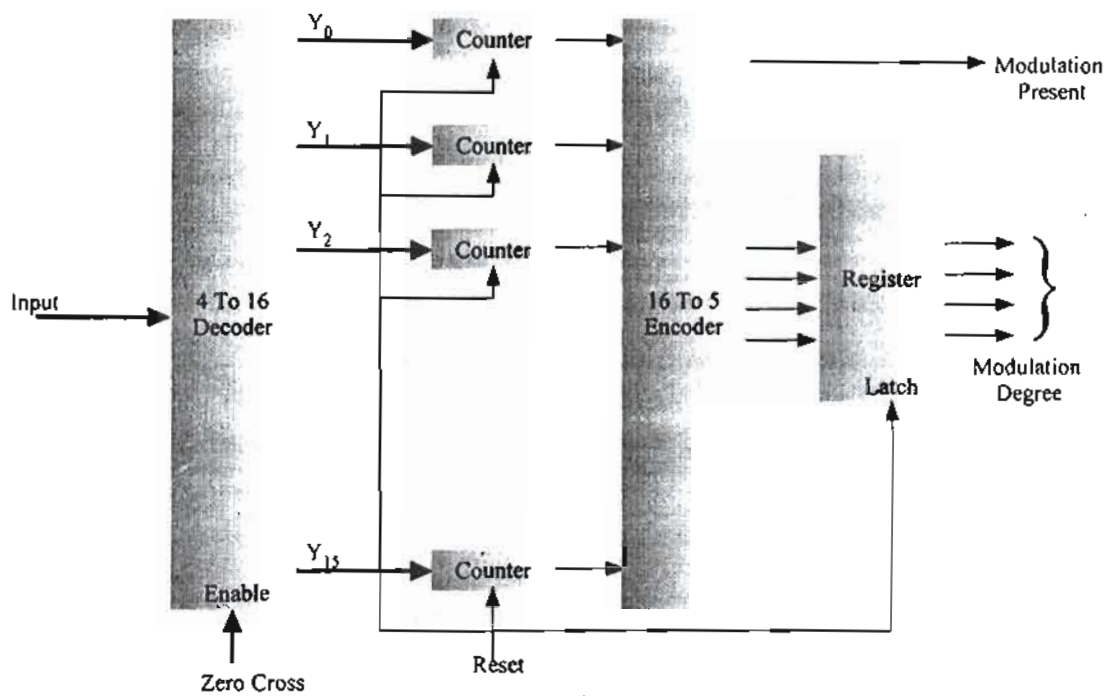 Y0
Counter
Modulation
Present
Y1
Counter
Y2
Counter
Input
4 To 16
Decoder
16 To 5
Encoder
Register
Modulation
Degree
Latch
Y15
Counter
Enable
Reset
Zero Cross